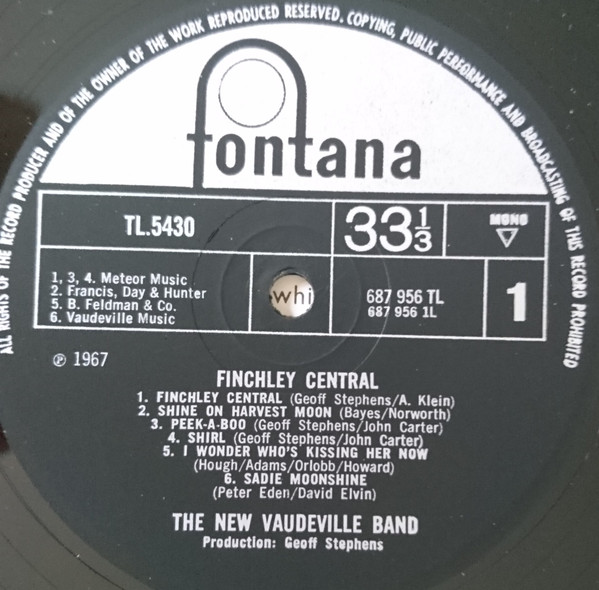 ALL RIGHTS OF THE RECORD PRODUCER AND OF THE OWNER OF THE WORK REPRODUCED RESERVED. COPYING, PUBLIC PERFORMANCE AND BROADCASTING OF THIS RECORD PROHIBITED
fontana
TL.5430
33 1/3
MONO
1, 3, 4. Meteor Music
2. Francis, Day & Hunter
5. B. Feldman & Co.
6. Vaudeville Music
whi
687 956 TL
687 956 1L
1
℗ 1967
FINCHLEY CENTRAL
1. FINCHLEY CENTRAL (Geoff Stephens/A. Klein)
2. SHINE ON HARVEST MOON (Bayes/Norworth)
3. PEEK-A-BOO (Geoff Stephens/John Carter)
4. SHIRL (Geoff Stephens/John Carter)
5. I WONDER WHO'S KISSING HER NOW
(Hough/Adams/Orlobb/Howard)
6. SADIE MOONSHINE
(Peter Eden/David Elvin)
THE NEW VAUDEVILLE BAND
Production: Geoff Stephens